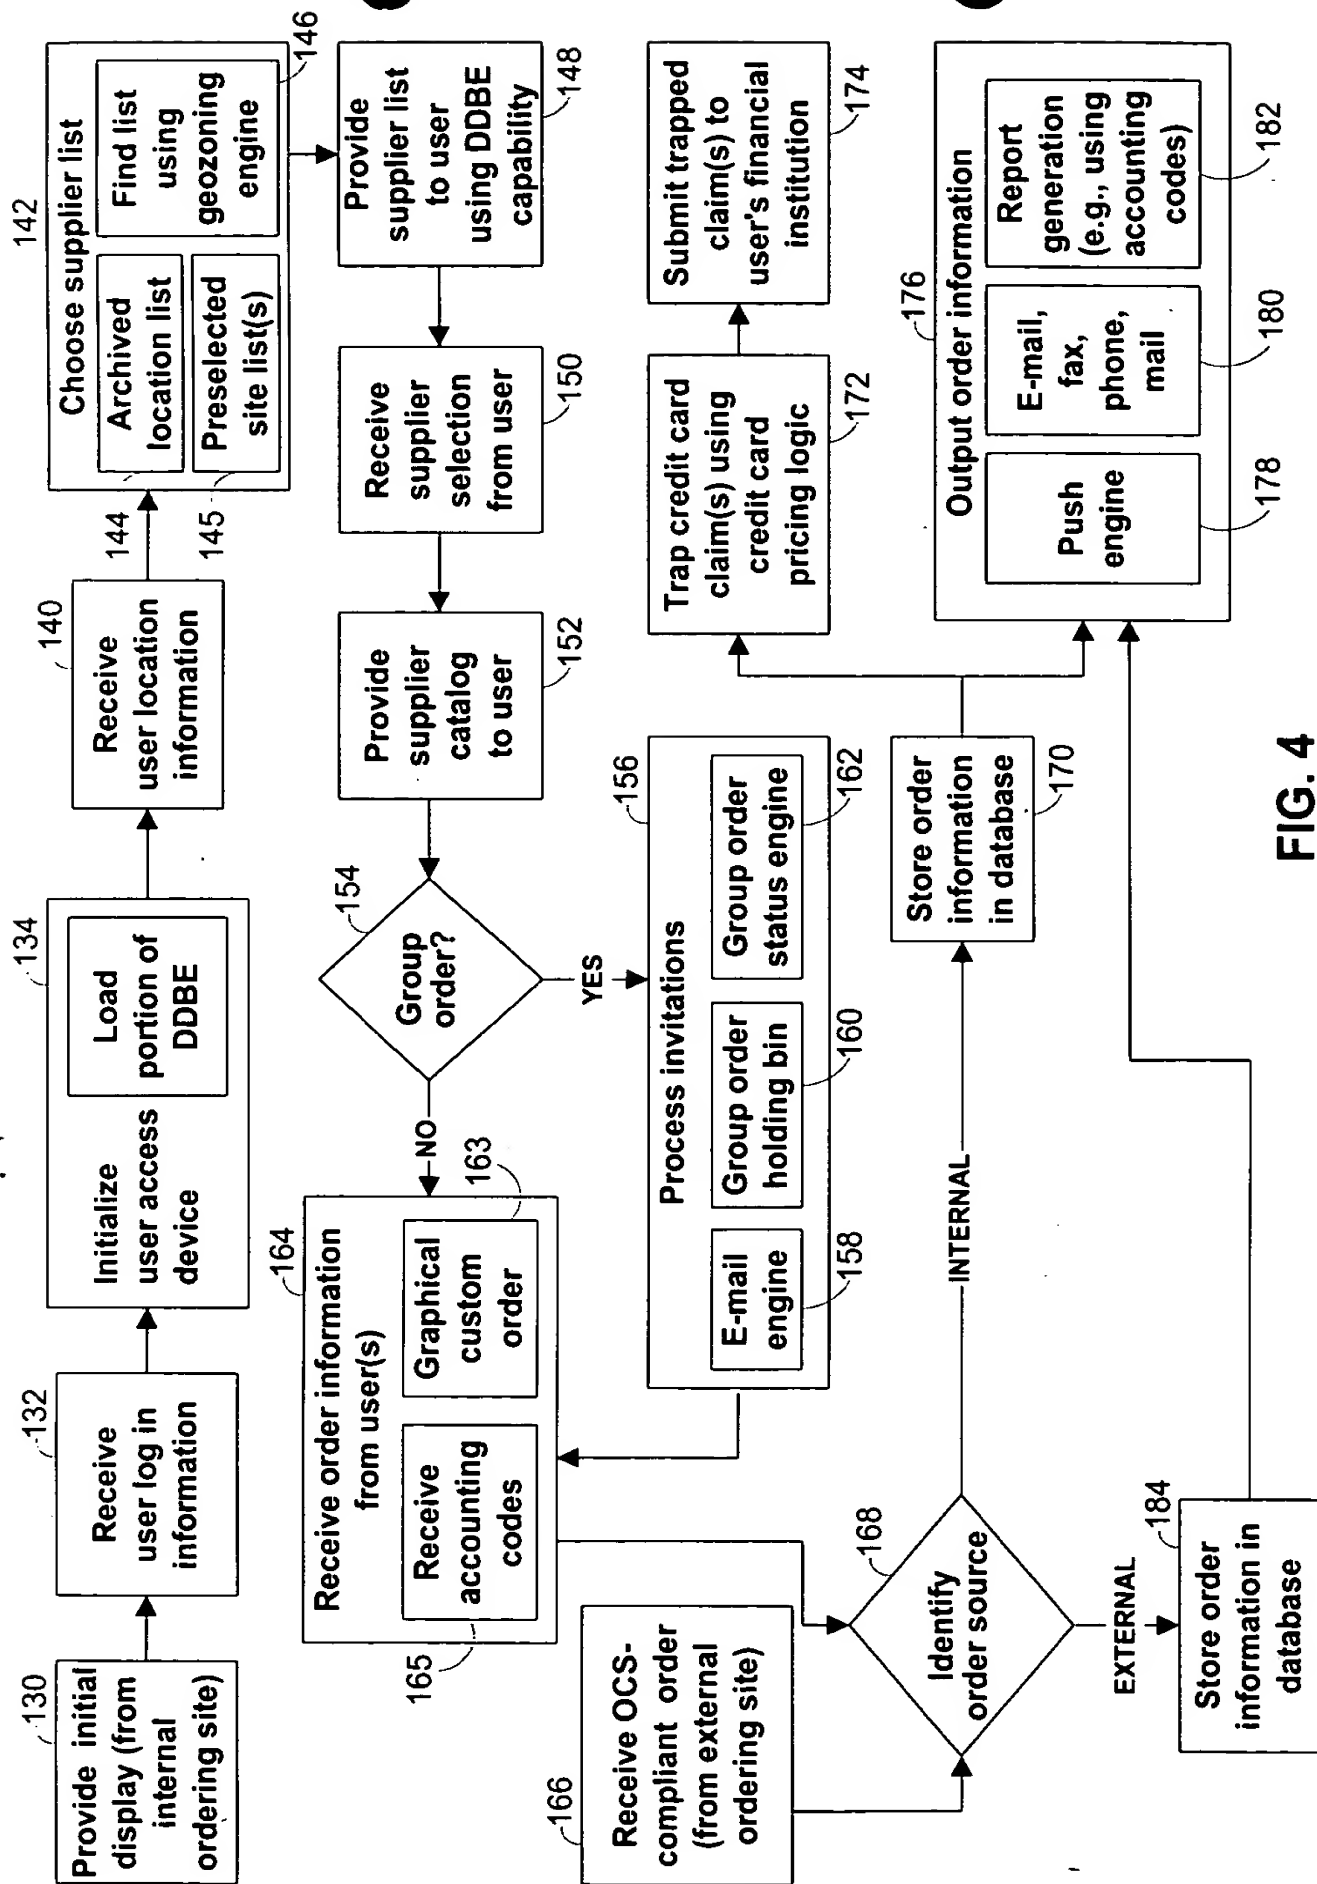 130
Provide initial
display (from
internal
ordering site)
132
Receive
user log in
information
134
Initialize
user access
device
Load
portion of
DDBE
140
Receive
user location
information
142
Choose supplier list
144
Archived
location list
145
Preselected
site list(s)
146
Find list
using
geozoning
engine
148
Provide
supplier list
to user
using DDBE
capability
150
Receive
supplier
selection
from user
152
Provide
supplier
catalog
to user
154
Group
order?
NO
YES
156
Process invitations
158
E-mail
engine
160
Group order
holding bin
162
Group order
status engine
164
Receive order information
from user(s)
163
Graphical
custom
order
165
Receive
accounting
codes
166
Receive OCS-
compliant order
(from external
ordering site)
168
Identify
order source
INTERNAL
EXTERNAL
170
Store order
information
in database
172
Trap credit card
claim(s) using
credit card
pricing logic
174
Submit trapped
claim(s) to
user's financial
institution
176
Output order information
178
Push
engine
180
E-mail,
fax,
phone,
mail
182
Report
generation
(e.g., using
accounting
codes)
184
Store order
information in
database
FIG. 4